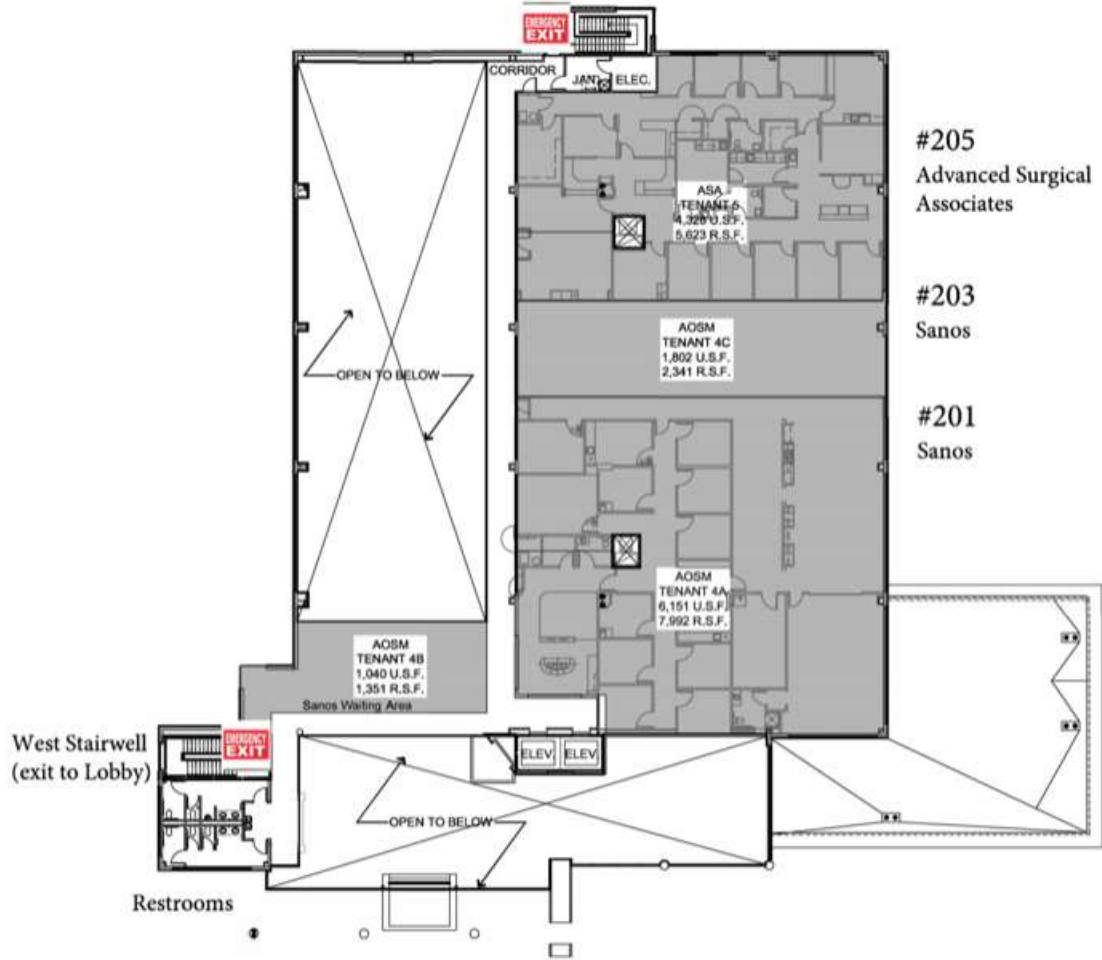 EMERGENCY
EXIT
CORRIDOR
JAN.
ELEC.
#205
Advanced Surgical
Associates
ASA
TENANT 5
4,326 U.S.F.
5,623 R.S.F.
#203
Sanos
AOSM
TENANT 4C
1,802 U.S.F.
2,341 R.S.F.
OPEN TO BELOW
#201
Sanos
AOSM
TENANT 4A
6,151 U.S.F.
7,992 R.S.F.
AOSM
TENANT 4B
1,040 U.S.F.
1,351 R.S.F.
Sanos Waiting Area
EMERGENCY
EXIT
West Stairwell
(exit to Lobby)
ELEV
ELEV
OPEN TO BELOW
Restrooms